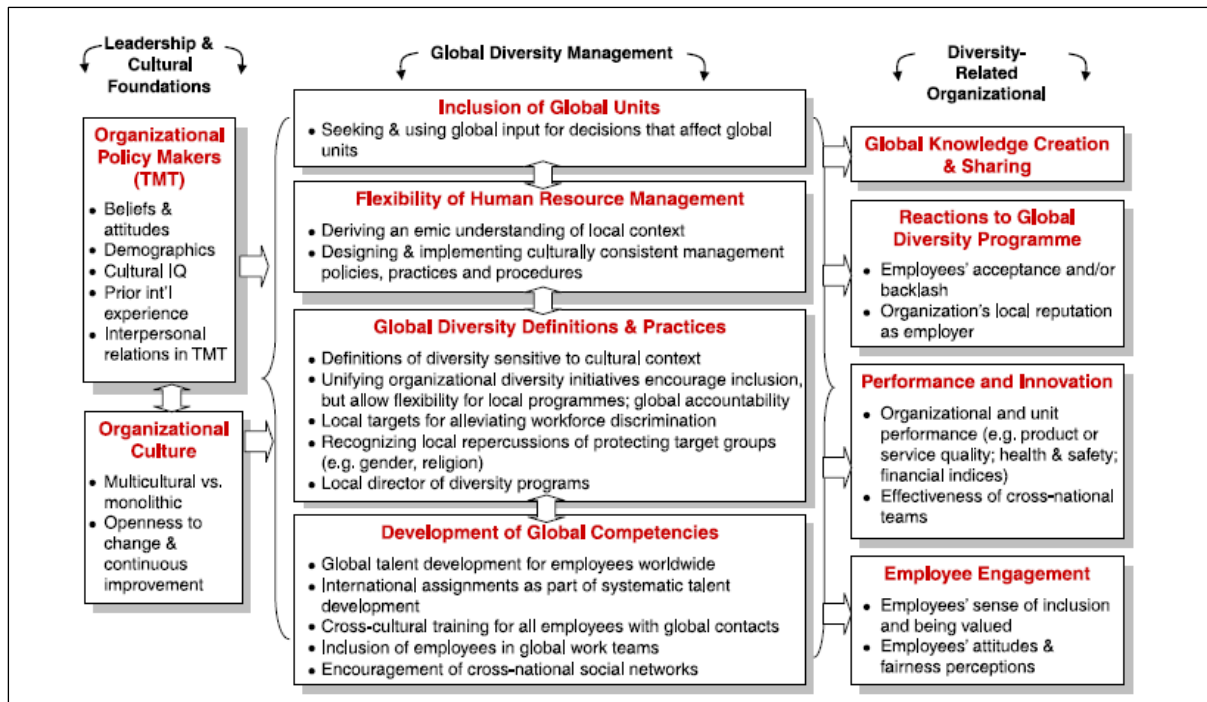 Leadership &
Cultural
Foundations
Organizational
Policy Makers
(TMT)
• Beliefs &
attitudes
• Demographics
• Cultural IQ
• Prior int'l
experience
• Interpersonal
relations in TMT
Organizational
Culture
• Multicultural vs.
monolithic
• Openness to
change &
continuous
improvement
Global Diversity Management
Inclusion of Global Units
• Seeking & using global input for decisions that affect global
units
Flexibility of Human Resource Management
• Deriving an emic understanding of local context
• Designing & implementing culturally consistent management
policies, practices and procedures
Global Diversity Definitions & Practices
• Definitions of diversity sensitive to cultural context
• Unifying organizational diversity initiatives encourage inclusion,
but allow flexibility for local programmes; global accountability
• Local targets for alleviating workforce discrimination
• Recognizing local repercussions of protecting target groups
(e.g. gender, religion)
• Local director of diversity programs
Development of Global Competencies
• Global talent development for employees worldwide
• International assignments as part of systematic talent
development
• Cross-cultural training for all employees with global contacts
• Inclusion of employees in global work teams
• Encouragement of cross-national social networks
Diversity-
Related
Organizational
Global Knowledge Creation
& Sharing
Reactions to Global
Diversity Programme
• Employees' acceptance and/or
backlash
• Organization's local reputation
as employer
Performance and Innovation
• Organizational and unit
performance (e.g. product or
service quality; health & safety;
financial indices)
• Effectiveness of cross-national
teams
Employee Engagement
• Employees' sense of inclusion
and being valued
• Employees' attitudes &
fairness perceptions